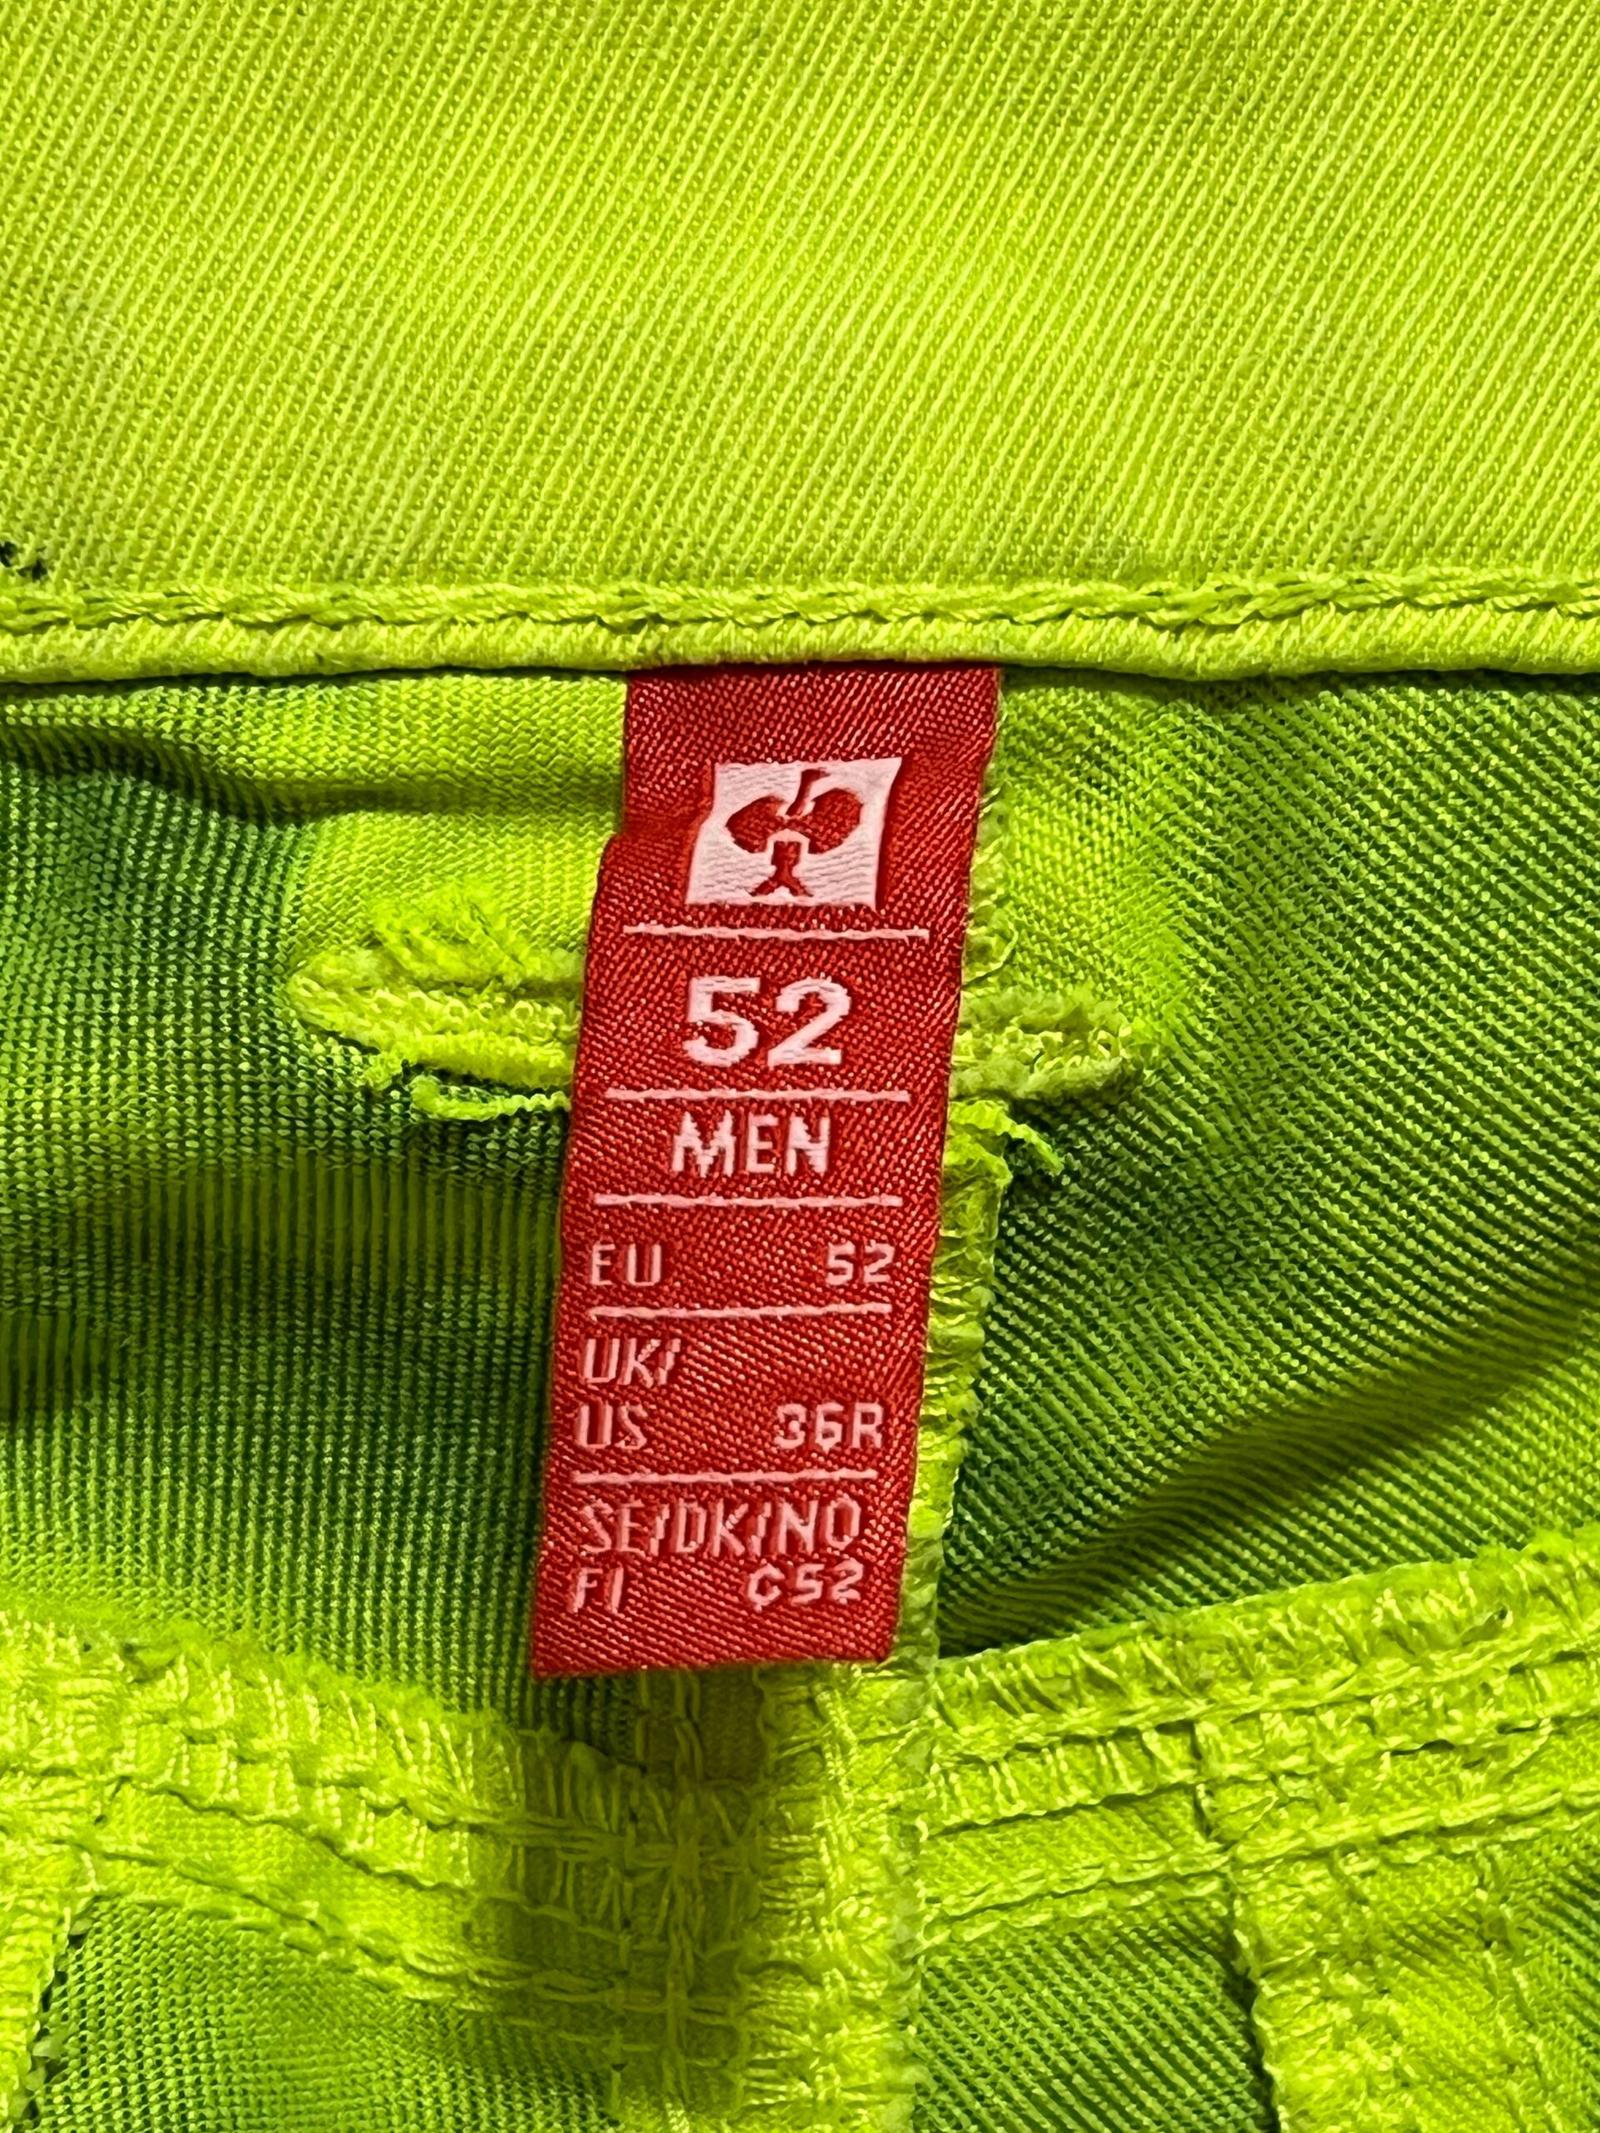 52
MEN
EU 52
UK/
US 36R
SE/DK/NO
FI C52